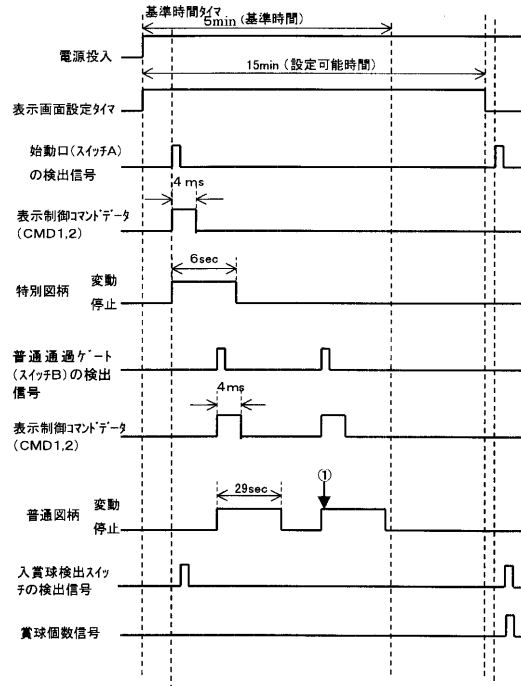 基準時間タイマ
5min (基準時間)
電源投入
15min (設定可能時間)
表示画面設定タイマ
始動口(スイッチA)
の検出信号
4 ms
表示制御コマンドデータ
(CMD1,2)
6sec
変動
特別図柄
停止
普通通過ゲート
(スイッチB)の検出
信号
4ms
表示制御コマンドデータ
(CMD1,2)
①
29sec
変動
普通図柄
停止
入賞球検出スイッ
チの検出信号
賞球個数信号